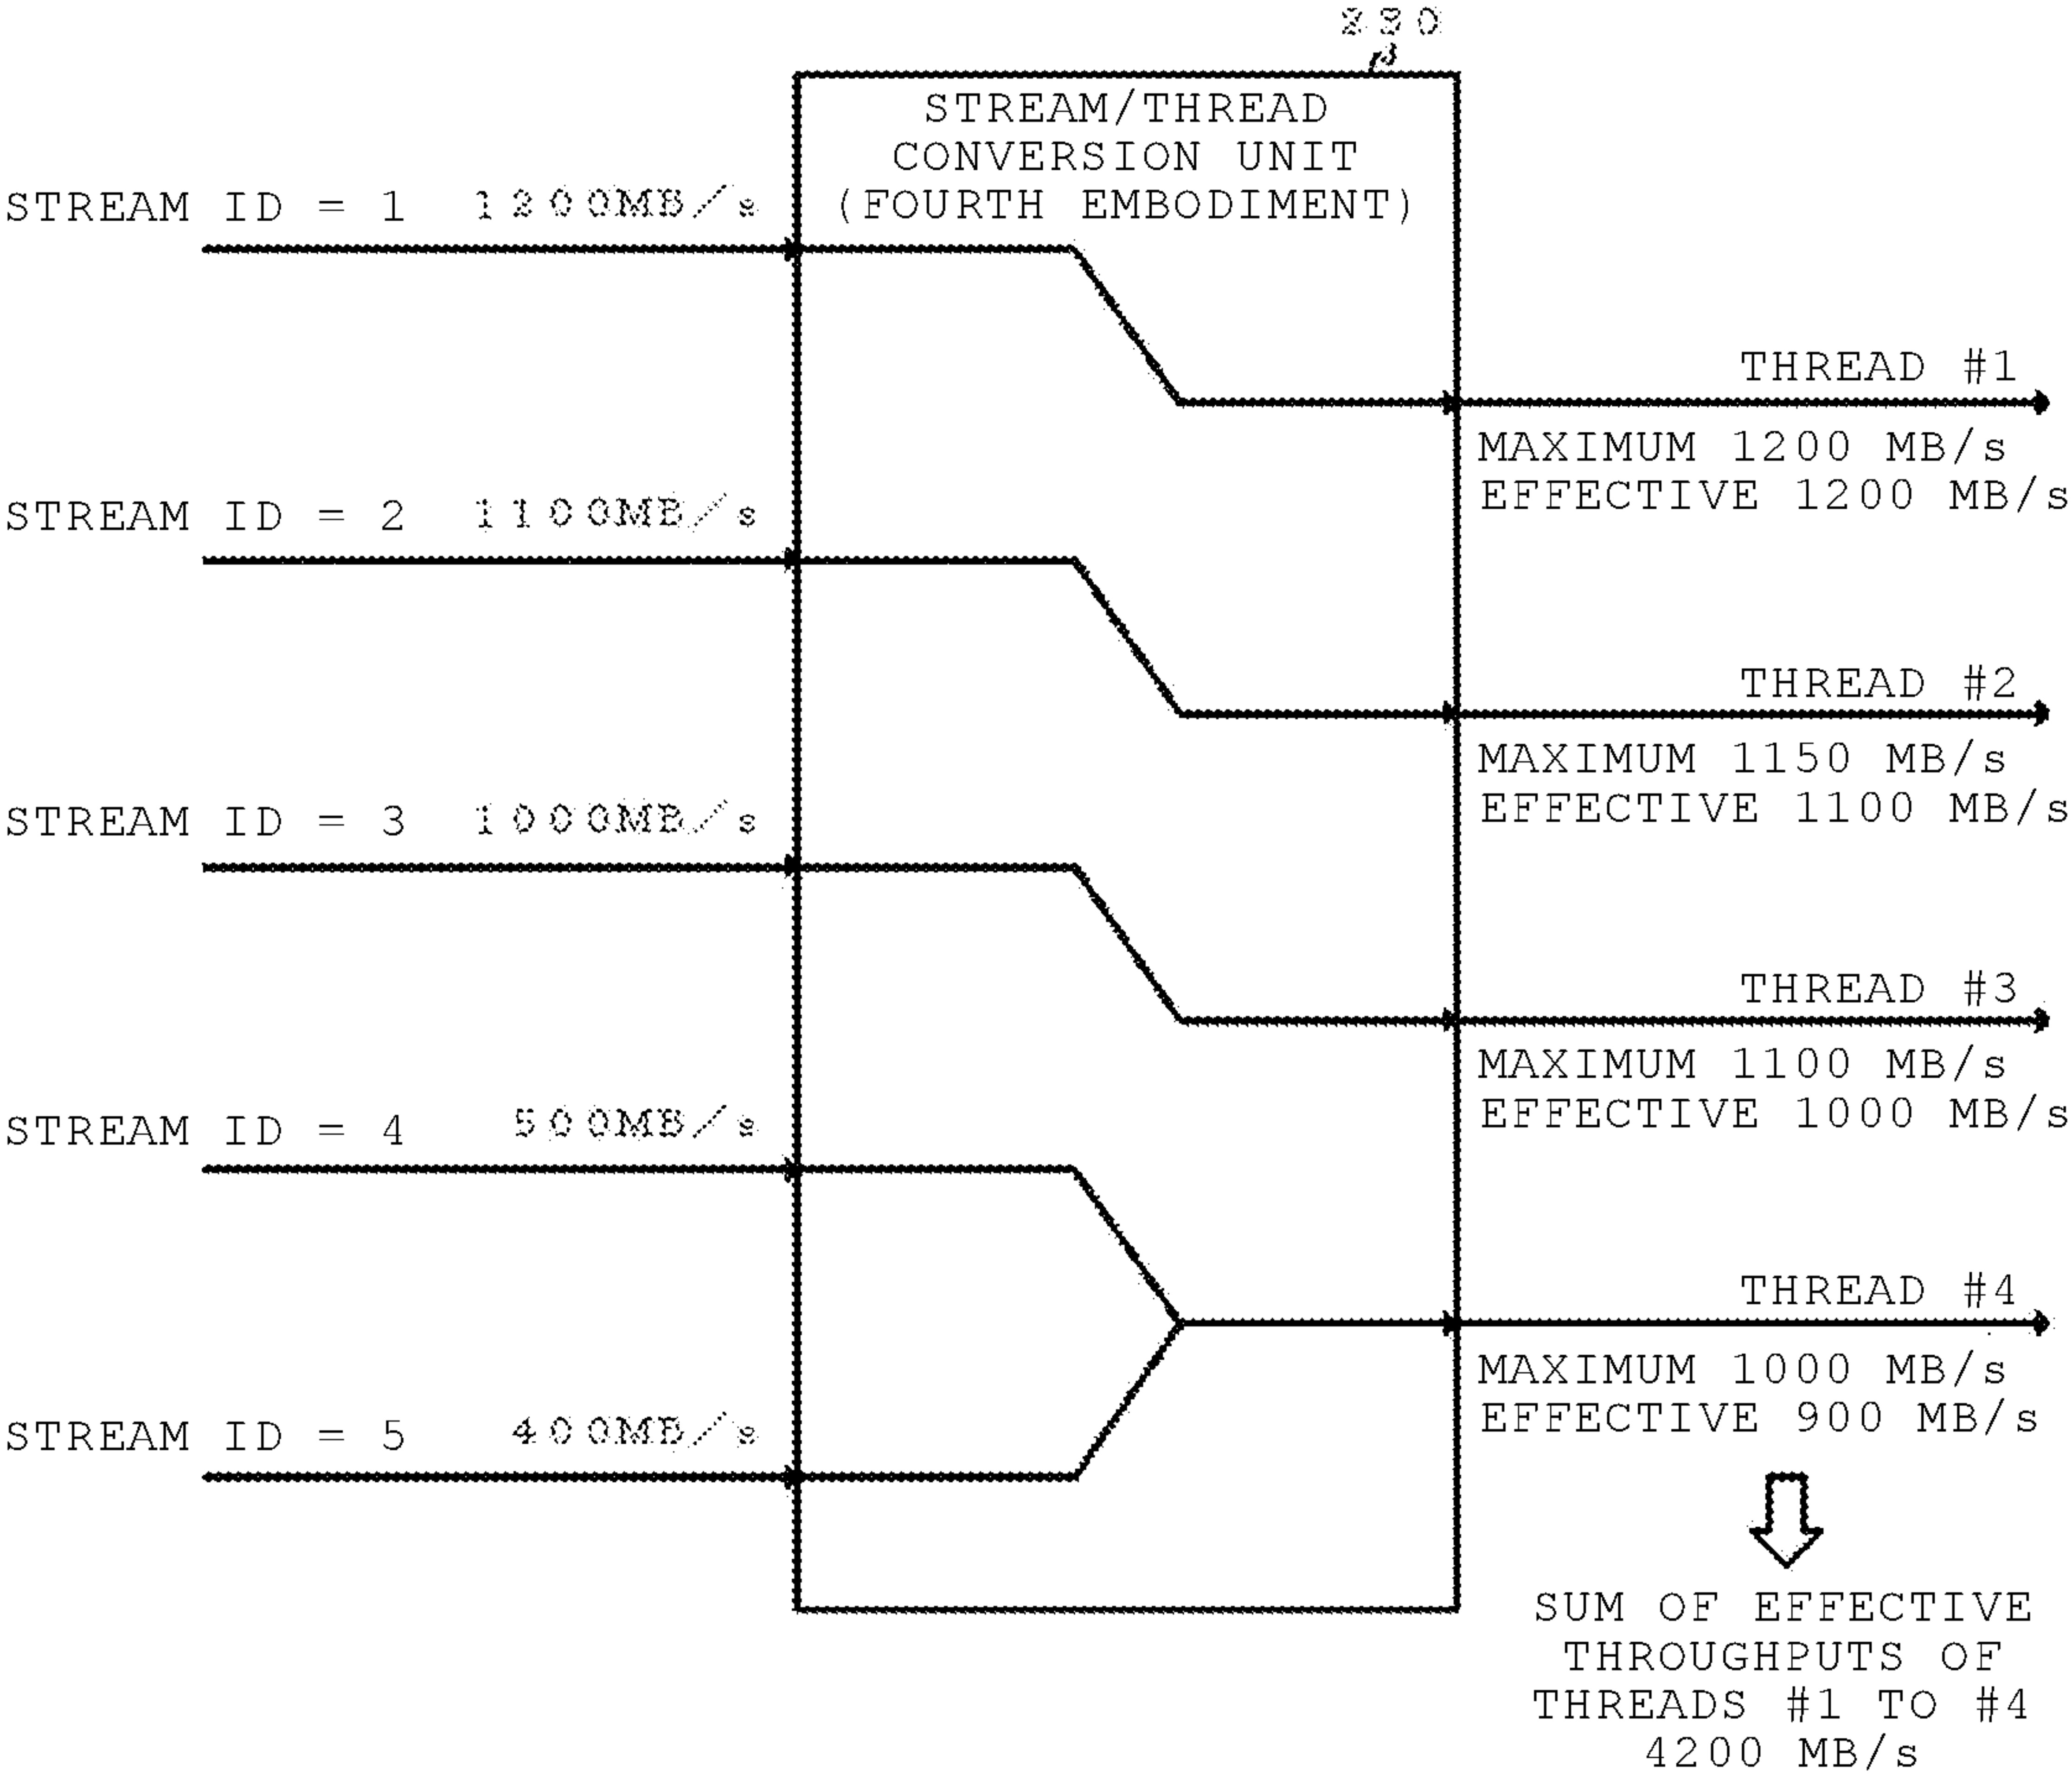 230
STREAM/THREAD
CONVERSION UNIT
(FOURTH EMBODIMENT)
STREAM ID = 1 1200MB/s
THREAD #1
MAXIMUM 1200 MB/s
EFFECTIVE 1200 MB/s
STREAM ID = 2 1100MB/s
THREAD #2
MAXIMUM 1150 MB/s
EFFECTIVE 1100 MB/s
STREAM ID = 3 1000MB/s
THREAD #3
MAXIMUM 1100 MB/s
EFFECTIVE 1000 MB/s
STREAM ID = 4 500MB/s
THREAD #4
MAXIMUM 1000 MB/s
EFFECTIVE 900 MB/s
STREAM ID = 5 400MB/s
SUM OF EFFECTIVE
THROUGHPUTS OF
THREADS #1 TO #4
4200 MB/s